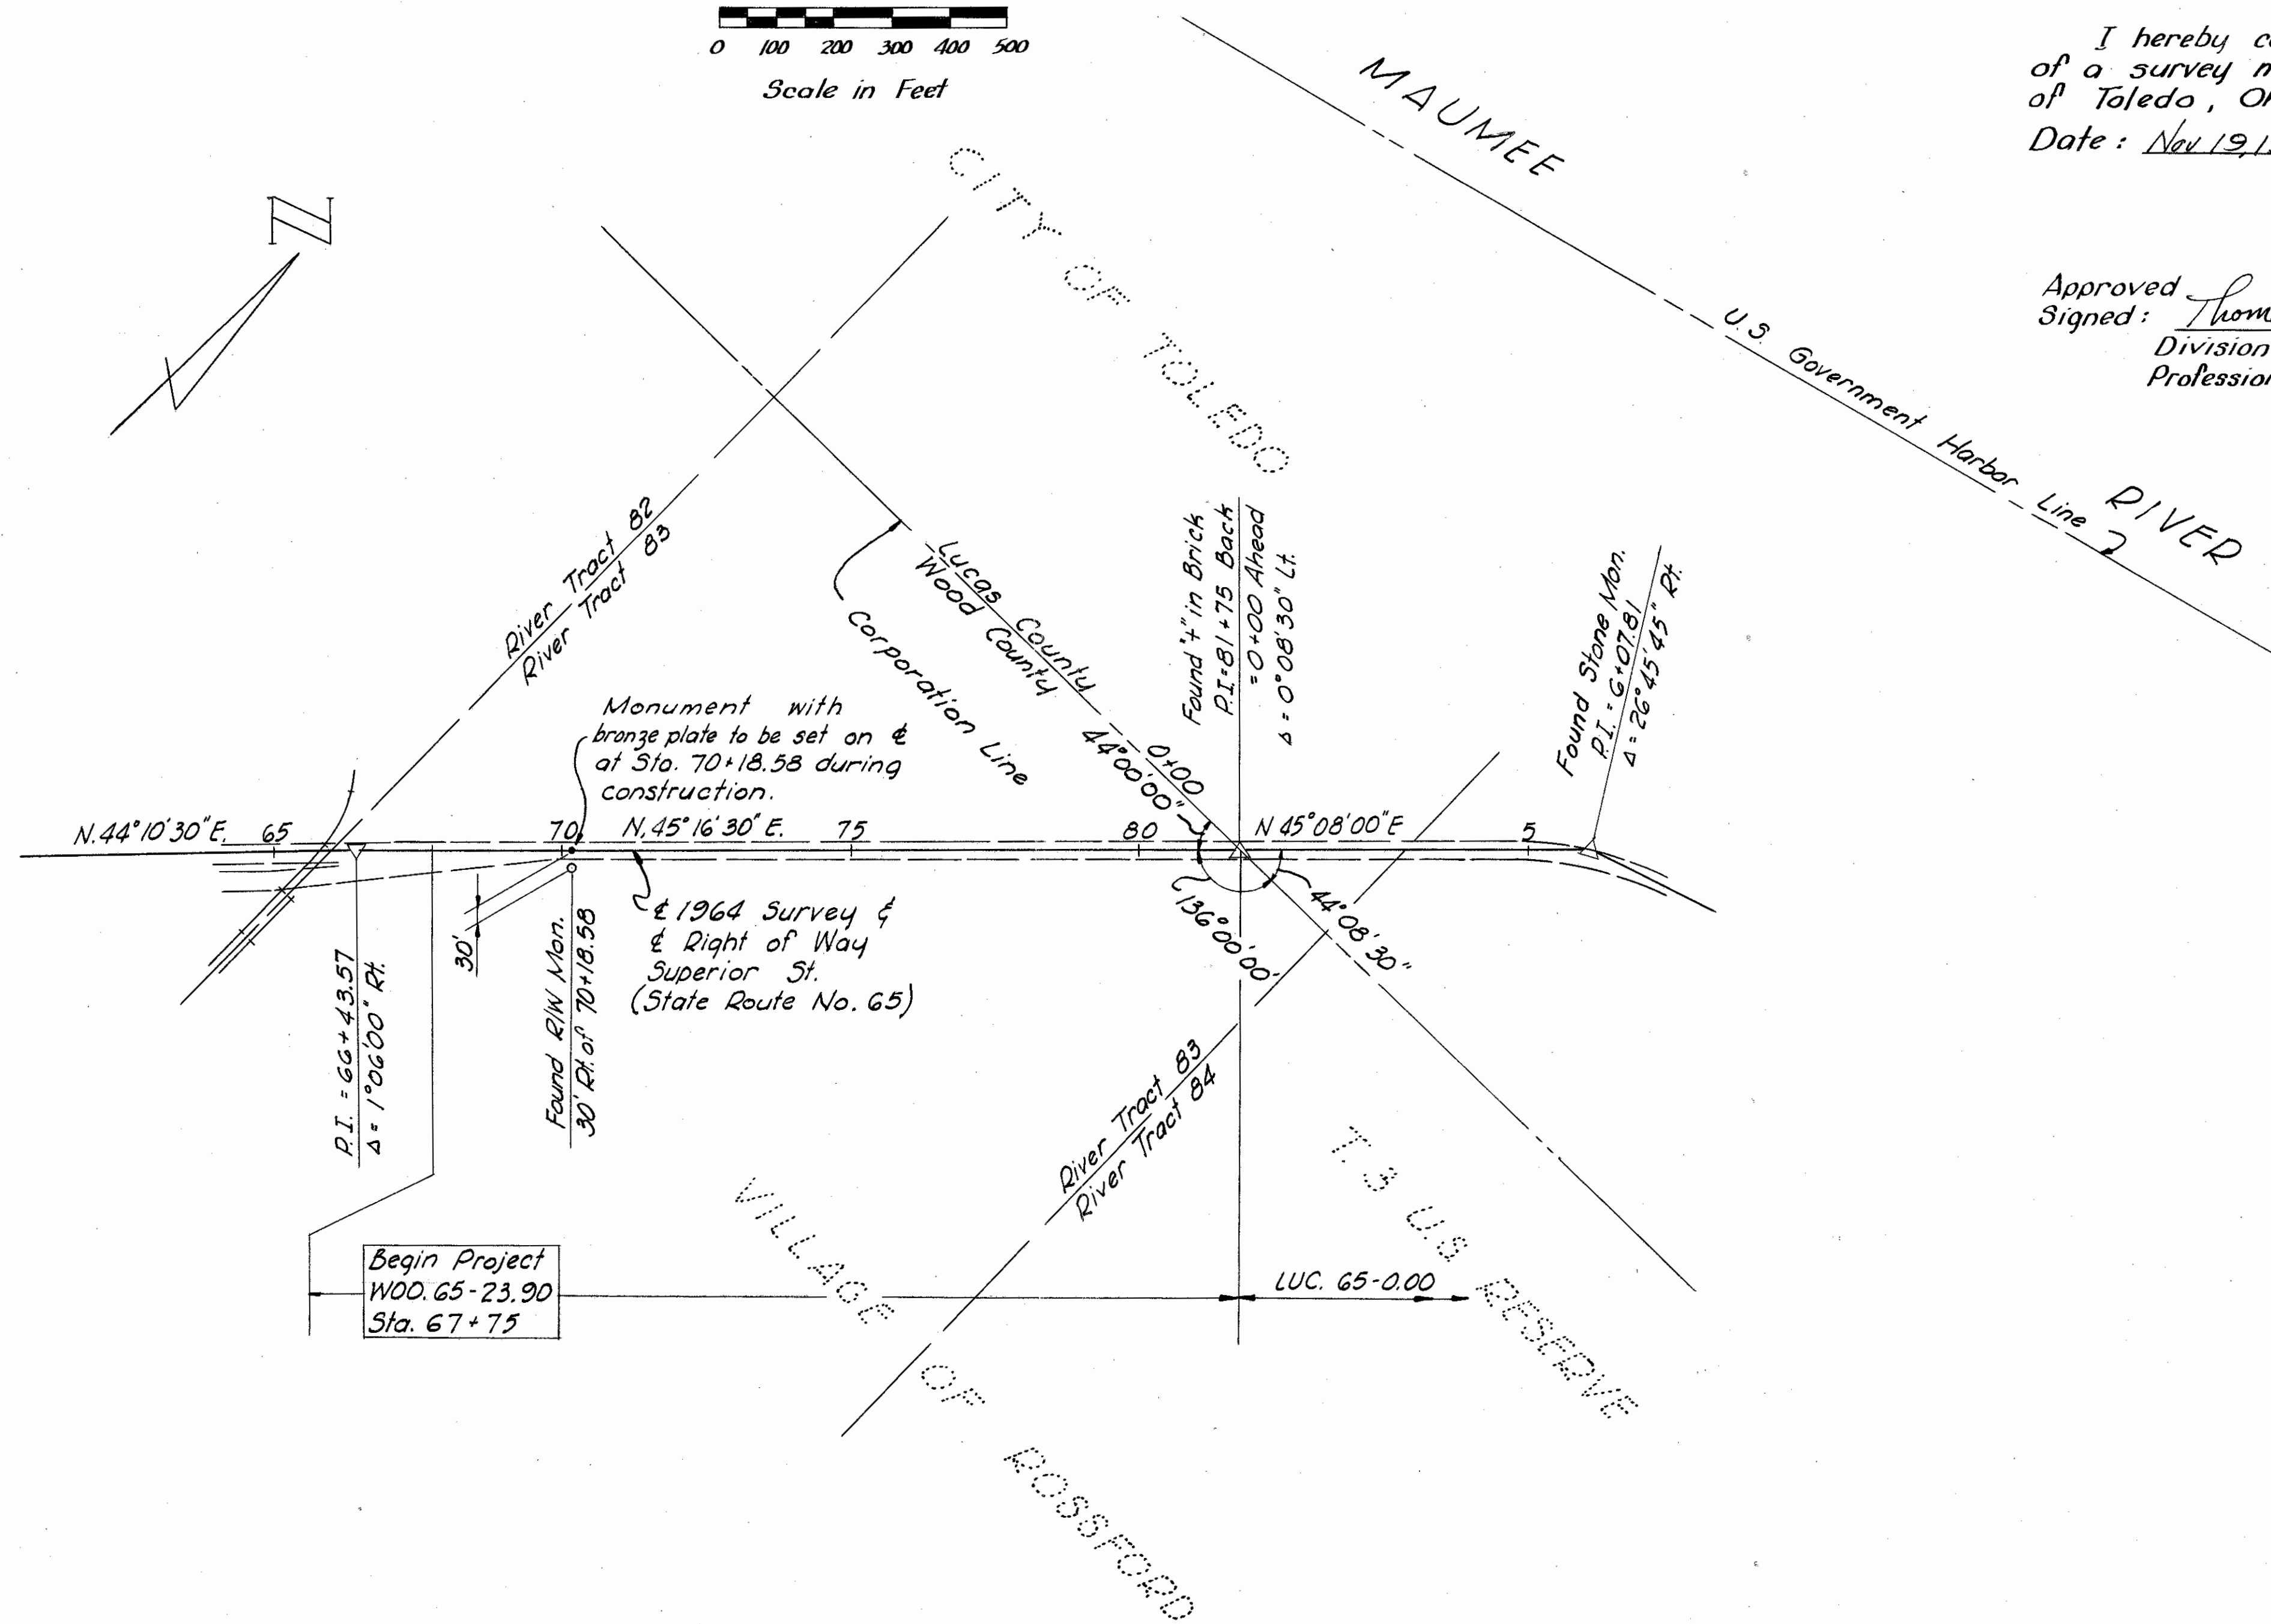 0 100 200 300 400 500
Scale in Feet
I hereby
of a survey
of Toledo,
Date: Nov 19,
Approved
Signed:
Division
N
MAUMEE
RIVER
U.S. Government Harbor Line
CITY OF TOLEDO
River Tract 82
River Tract 83
Lucas County
Wood County
Corporation Line
Found "+" in Brick
P.I.=81+75 Back
=0+00 Ahead
Δ = 0°08'30" Lt.
Found Stone Mon.
P.I. = 6+07.81
Δ = 26°45'45" Rt.
Monument with
bronze plate to be set on ℄
at Sta. 70+18.58 during
construction.
0+00
44°00'00"
N.44°10'30"E. 65 70 N.45°16'30"E. 75 80 N 45°08'00"E 5
136°00'00"
44°08'30"
30'
℄ 1964 Survey &
℄ Right of Way
Superior St.
(State Route No. 65)
P.I. = 66+43.57
Δ = 1°06'00" Rt.
Found R/W Mon.
30' Rt. of 70+18.58
River Tract 83
River Tract 84
T. 3 U.S. RESERVE
VILLAGE OF ROSSFORD
Begin Project
WOO. 65-23.90
Sta. 67+75
LUC. 65-0.00